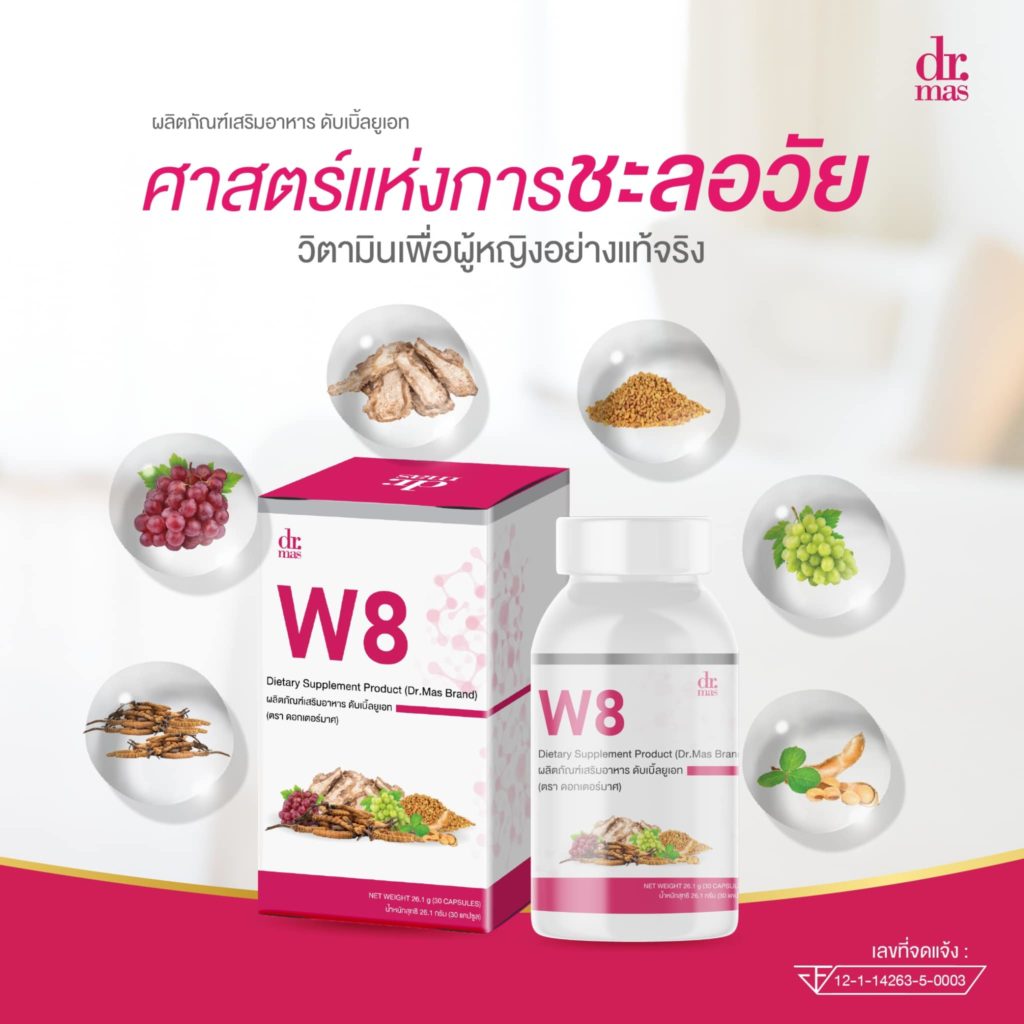 dr.
mas
ผลิตภัณฑ์เสริมอาหาร ดับเบิ้ลยูเอท
ศาสตร์แห่งการชะลอวัย
วิตามินเพื่อผู้หญิงอย่างแท้จริง
dr.
mas
dr.
mas
W8
Dietary Supplement Product (Dr.Mas Brand)
ผลิตภัณฑ์เสริมอาหาร ดับเบิ้ลยูเอท
(ตรา ดอกเตอร์มาศ)
NET WEIGHT 26.1 g (30 CAPSULES)
น้ำหนักสุทธิ 26.1 กรัม (30 แคปซูล)
dr.
mas
W8
Dietary Supplement Product (Dr.Mas Bran
ผลิตภัณฑ์เสริมอาหาร ดับเบิ้ลยูเอท
(ตรา ดอกเตอร์มาศ)
NET WEIGHT 26.1 g (30 CAPSUL
น้ำหนักสุทธิ 26.1 กรัม (30 แคปซู
เลขที่จดแจ้ง :
12-1-14263-5-0003